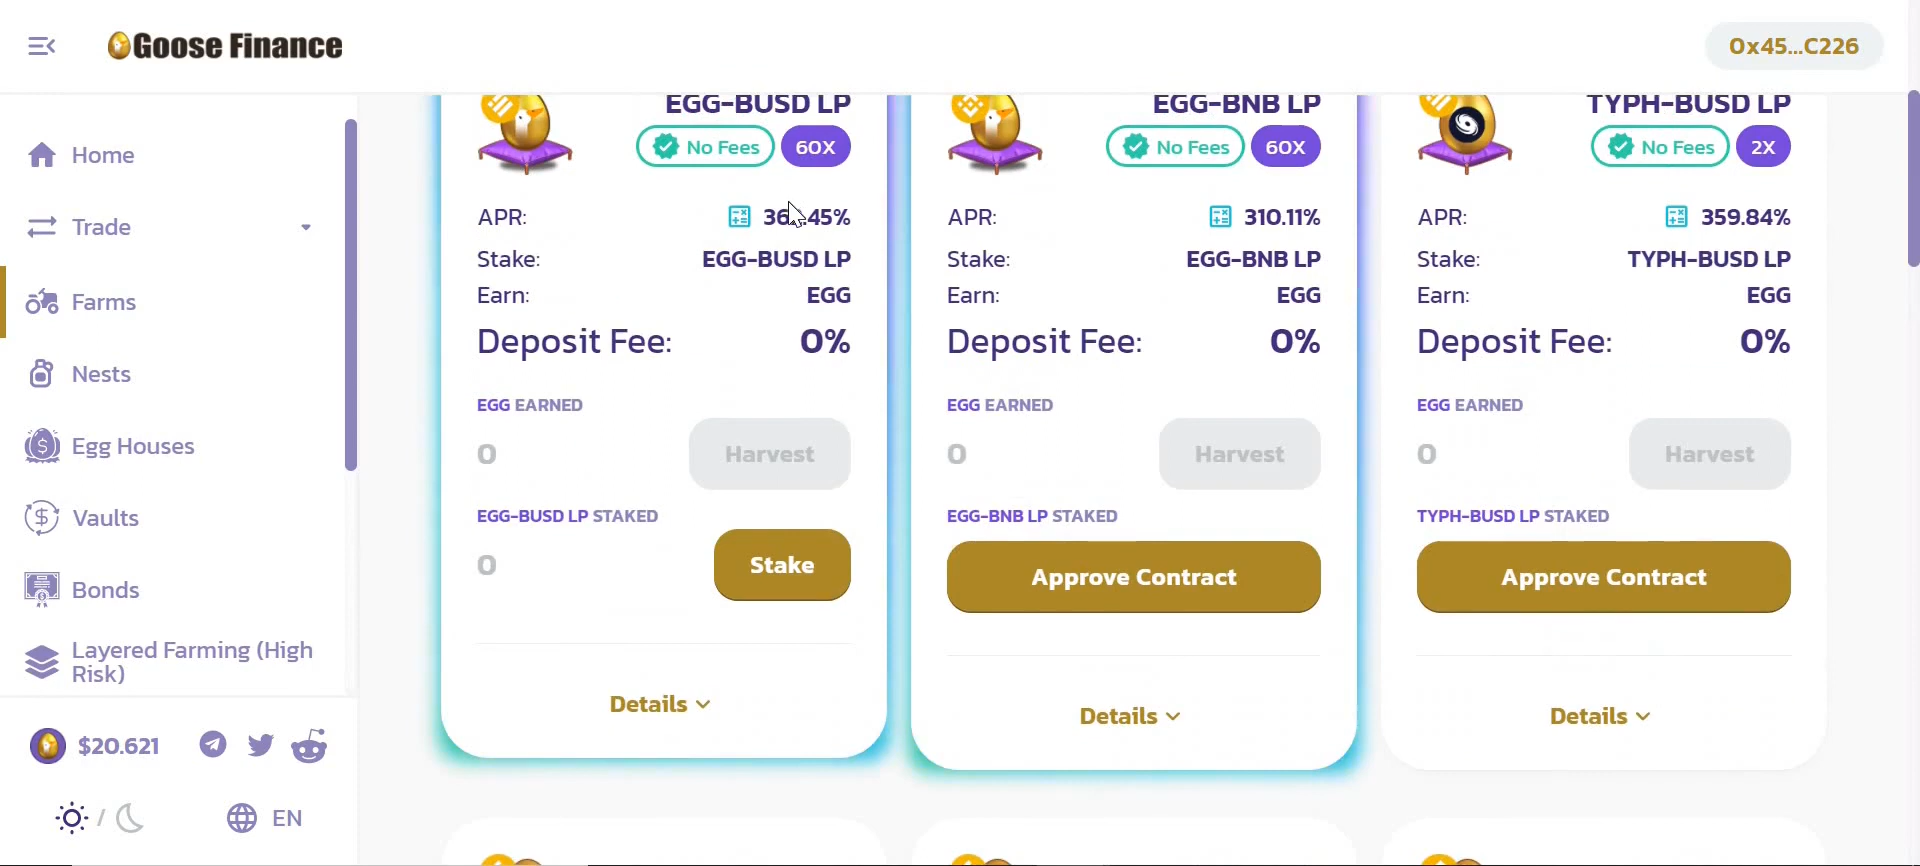 Goose Finance
0x45...C226
Home
Trade
Farms
Nests
Egg Houses
Vaults
Bonds
Layered Farming (High
Risk)
$20.621
/
EN
EGG-BUSD LP
No Fees
60X
APR:
Stake:
EGG-BUSD LP
Earn:
EGG
Deposit Fee:
0%
EGG EARNED
0
Harvest
EGG-BUSD LP STAKED
0
Stake
Details
EGG-BNB LP
No Fees
60X
APR:
310.11%
Stake:
EGG-BNB LP
Earn:
EGG
Deposit Fee:
0%
EGG EARNED
0
Harvest
EGG-BNB LP STAKED
Approve Contract
Details
TYPH-BUSD LP
No Fees
2X
APR:
359.84%
Stake:
TYPH-BUSD LP
Earn:
EGG
Deposit Fee:
0%
EGG EARNED
0
Harvest
TYPH-BUSD LP STAKED
Approve Contract
Details